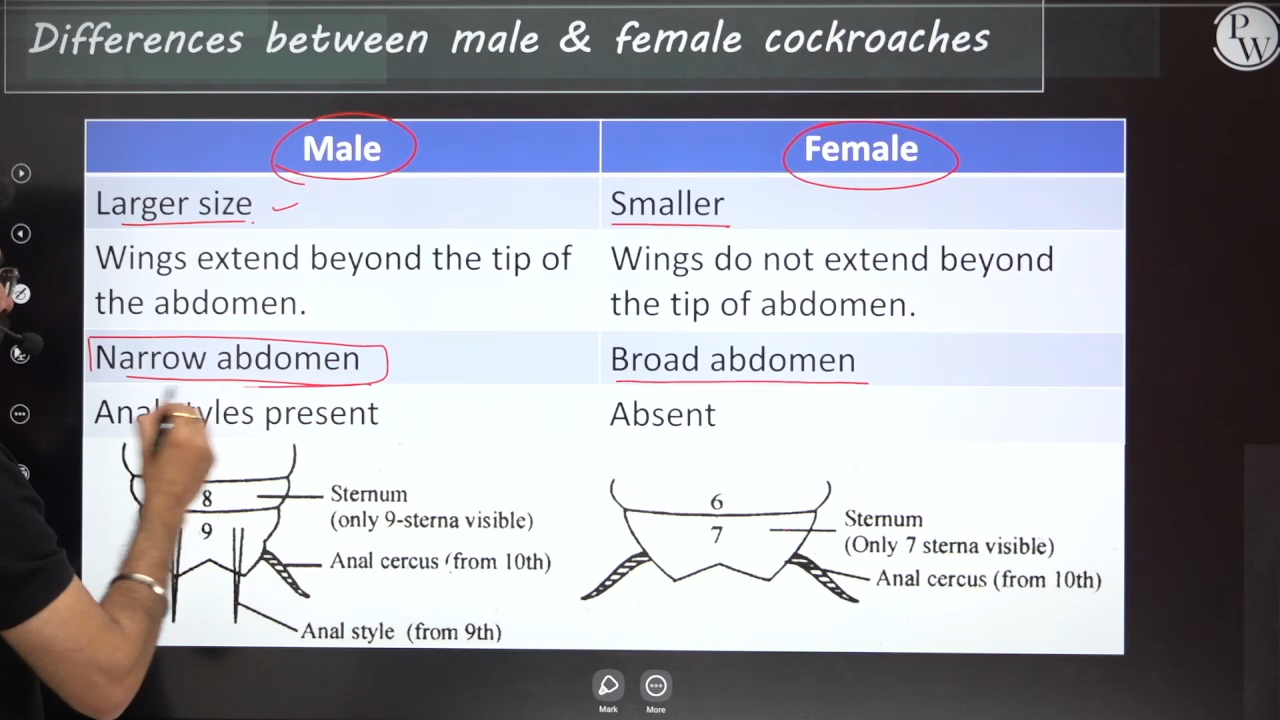 Differences between male & female cockroaches
PW
Male
Female
Larger size
Smaller
Wings extend beyond the tip of
the abdomen.
Wings do not extend beyond
the tip of abdomen.
Narrow abdomen
Broad abdomen
present
Absent
8
9
Sternum
(only 9-sterna visible)
Anal cercus (from 10th)
Anal style (from 9th)
6
7
Sternum
(Only 7 sterna visible)
Anal cercus (from 10th)
Mark
More